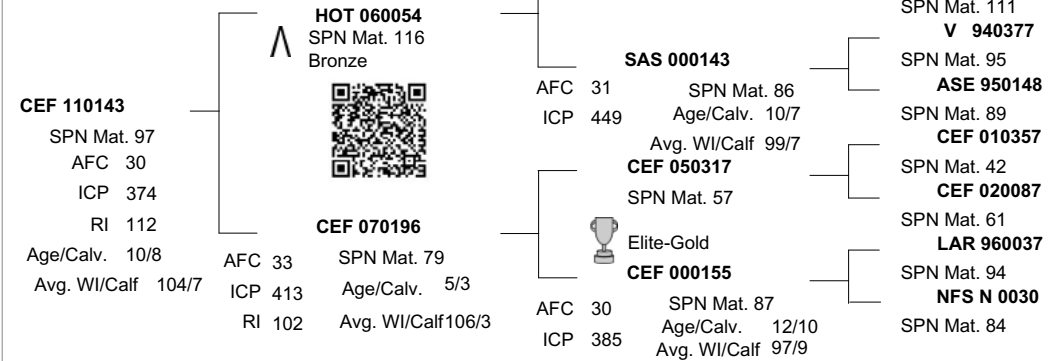 HOT 060054
SPN Mat. 116
Bronze
CEF 110143
SPN Mat. 97
AFC 30
ICP 374
RI 112
Age/Calv. 10/8
Avg. WI/Calf 104/7
CEF 070196
AFC 33
SPN Mat. 79
ICP 413
Age/Calv. 5/3
RI 102
Avg. WI/Calf106/3
SAS 000143
AFC 31
SPN Mat. 86
ICP 449
Age/Calv. 10/7
Avg. WI/Calf 99/7
CEF 050317
SPN Mat. 57
Elite-Gold
CEF 000155
AFC 30
SPN Mat. 87
ICP 385
Age/Calv. 12/10
Avg. WI/Calf 97/9
SPN Mat. 111
V 940377
SPN Mat. 95
ASE 950148
SPN Mat. 89
CEF 010357
SPN Mat. 42
CEF 020087
SPN Mat. 61
LAR 960037
SPN Mat. 94
NFS N 0030
SPN Mat. 84